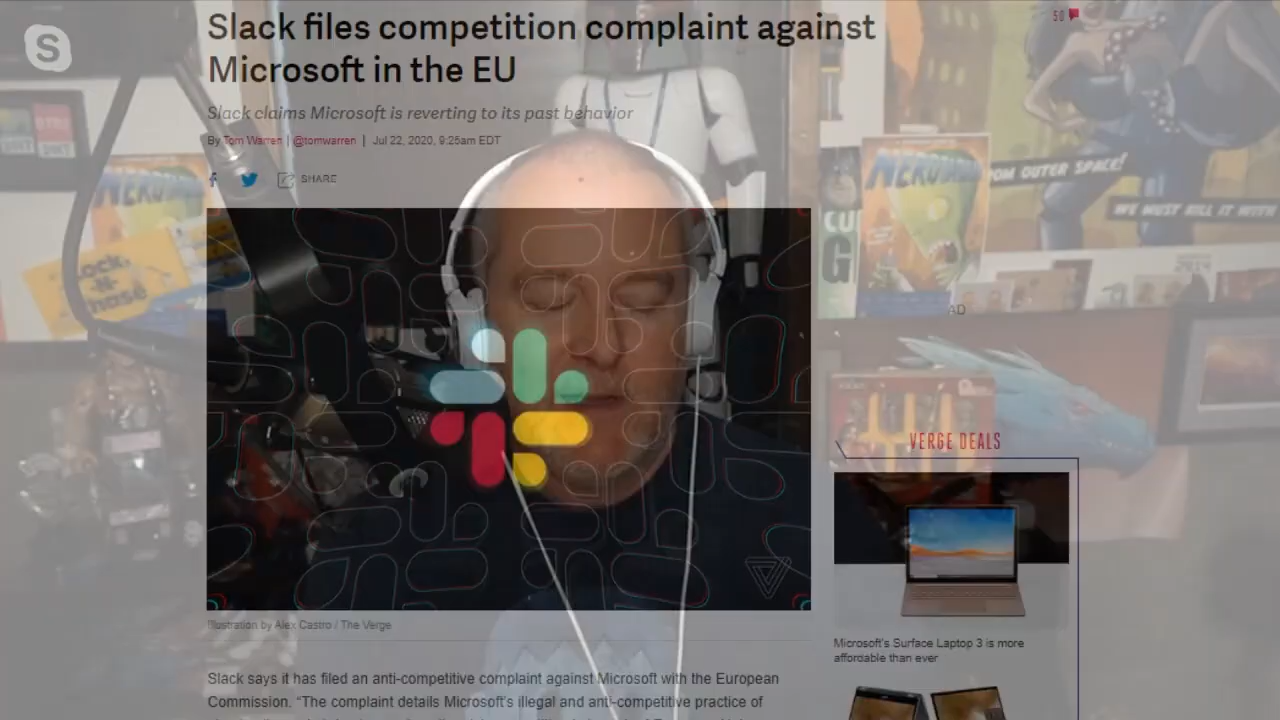 Slack files competition complaint against
Microsoft in the EU
50
Slack claims Microsoft is reverting to its past behavior
By Tom Warren | @tomwarren | Jul 22, 2020, 9:25am EDT
SHARE
OUTER SPACE!
WE MUST KILL IT WITH
AD
VERGE DEALS
Illustration by Alex Castro / The Verge
Microsoft's Surface Laptop 3 is more
affordable than ever
Slack says it has filed an anti-competitive complaint against Microsoft with the European
Commission. “The complaint details Microsoft's illegal and anti-competitive practice of